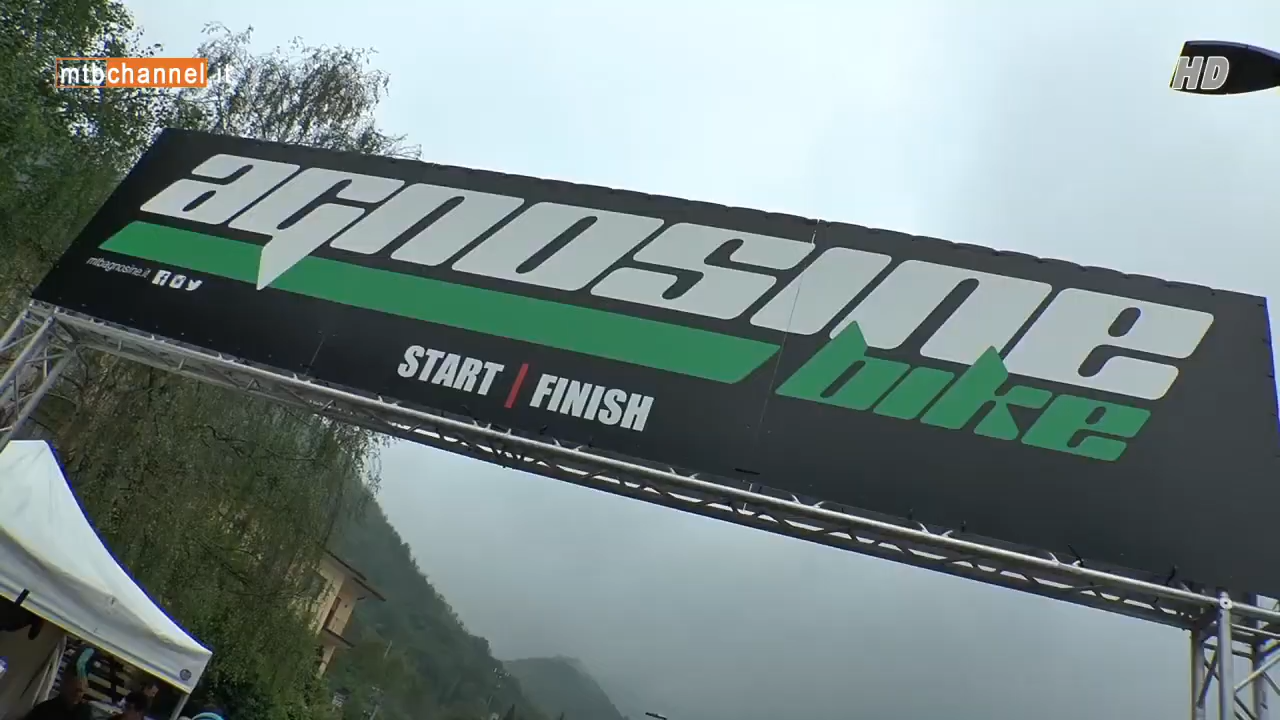 mtbchannel.it
HD
agnosine
bike
mtbagnosine.it
START | FINISH